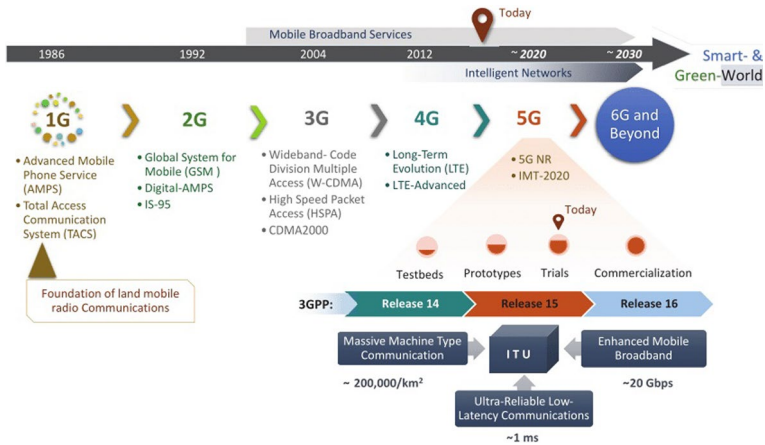 Today
Mobile Broadband Services
1986
1992
2004
2012
~ 2020
~ 2030
Smart- &
Green-World
Intelligent Networks
1G
2G
3G
4G
5G
6G and
Beyond
• Advanced Mobile
Phone Service
(AMPS)
• Total Access
Communication
System (TACS)
• Global System for
Mobile (GSM )
• Digital-AMPS
• IS-95
• Wideband- Code
Division Multiple
Access (W-CDMA)
• High Speed Packet
Access (HSPA)
• CDMA2000
• Long-Term
Evolution (LTE)
• LTE-Advanced
• 5G NR
• IMT-2020
Today
Testbeds
Prototypes
Trials
Commercialization
Foundation of land mobile
radio Communications
3GPP:
Release 14
Release 15
Release 16
Massive Machine Type
Communication
~ 200,000/km²
ITU
Enhanced Mobile
Broadband
~20 Gbps
Ultra-Reliable Low-
Latency Communications
~1 ms